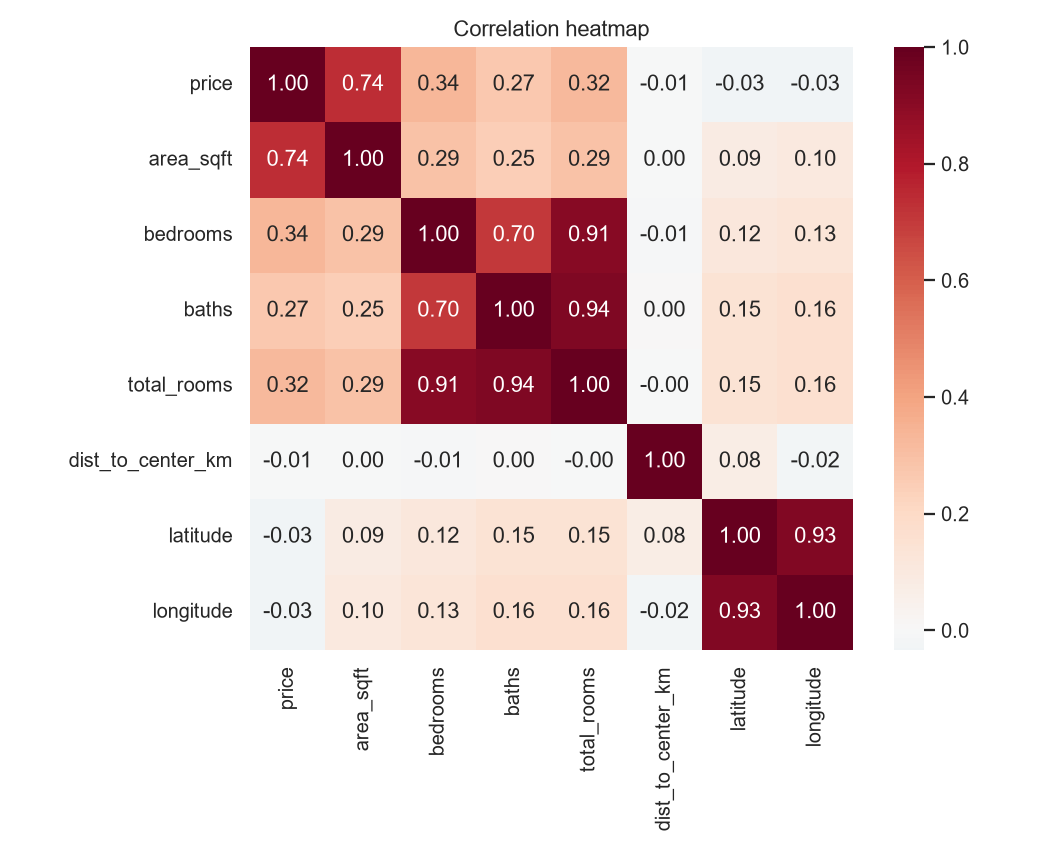 Correlation heatmap
price 1.00 0.74 0.34 0.27 0.32 -0.01 -0.03 -0.03
area_sqft 0.74 1.00 0.29 0.25 0.29 0.00 0.09 0.10
bedrooms 0.34 0.29 1.00 0.70 0.91 -0.01 0.12 0.13
baths 0.27 0.25 0.70 1.00 0.94 0.00 0.15 0.16
total_rooms 0.32 0.29 0.91 0.94 1.00 -0.00 0.15 0.16
dist_to_center_km -0.01 0.00 -0.01 0.00 -0.00 1.00 0.08 -0.02
latitude -0.03 0.09 0.12 0.15 0.15 0.08 1.00 0.93
longitude -0.03 0.10 0.13 0.16 0.16 -0.02 0.93 1.00
price area_sqft bedrooms baths total_rooms dist_to_center_km latitude longitude
1.0
0.8
0.6
0.4
0.2
0.0